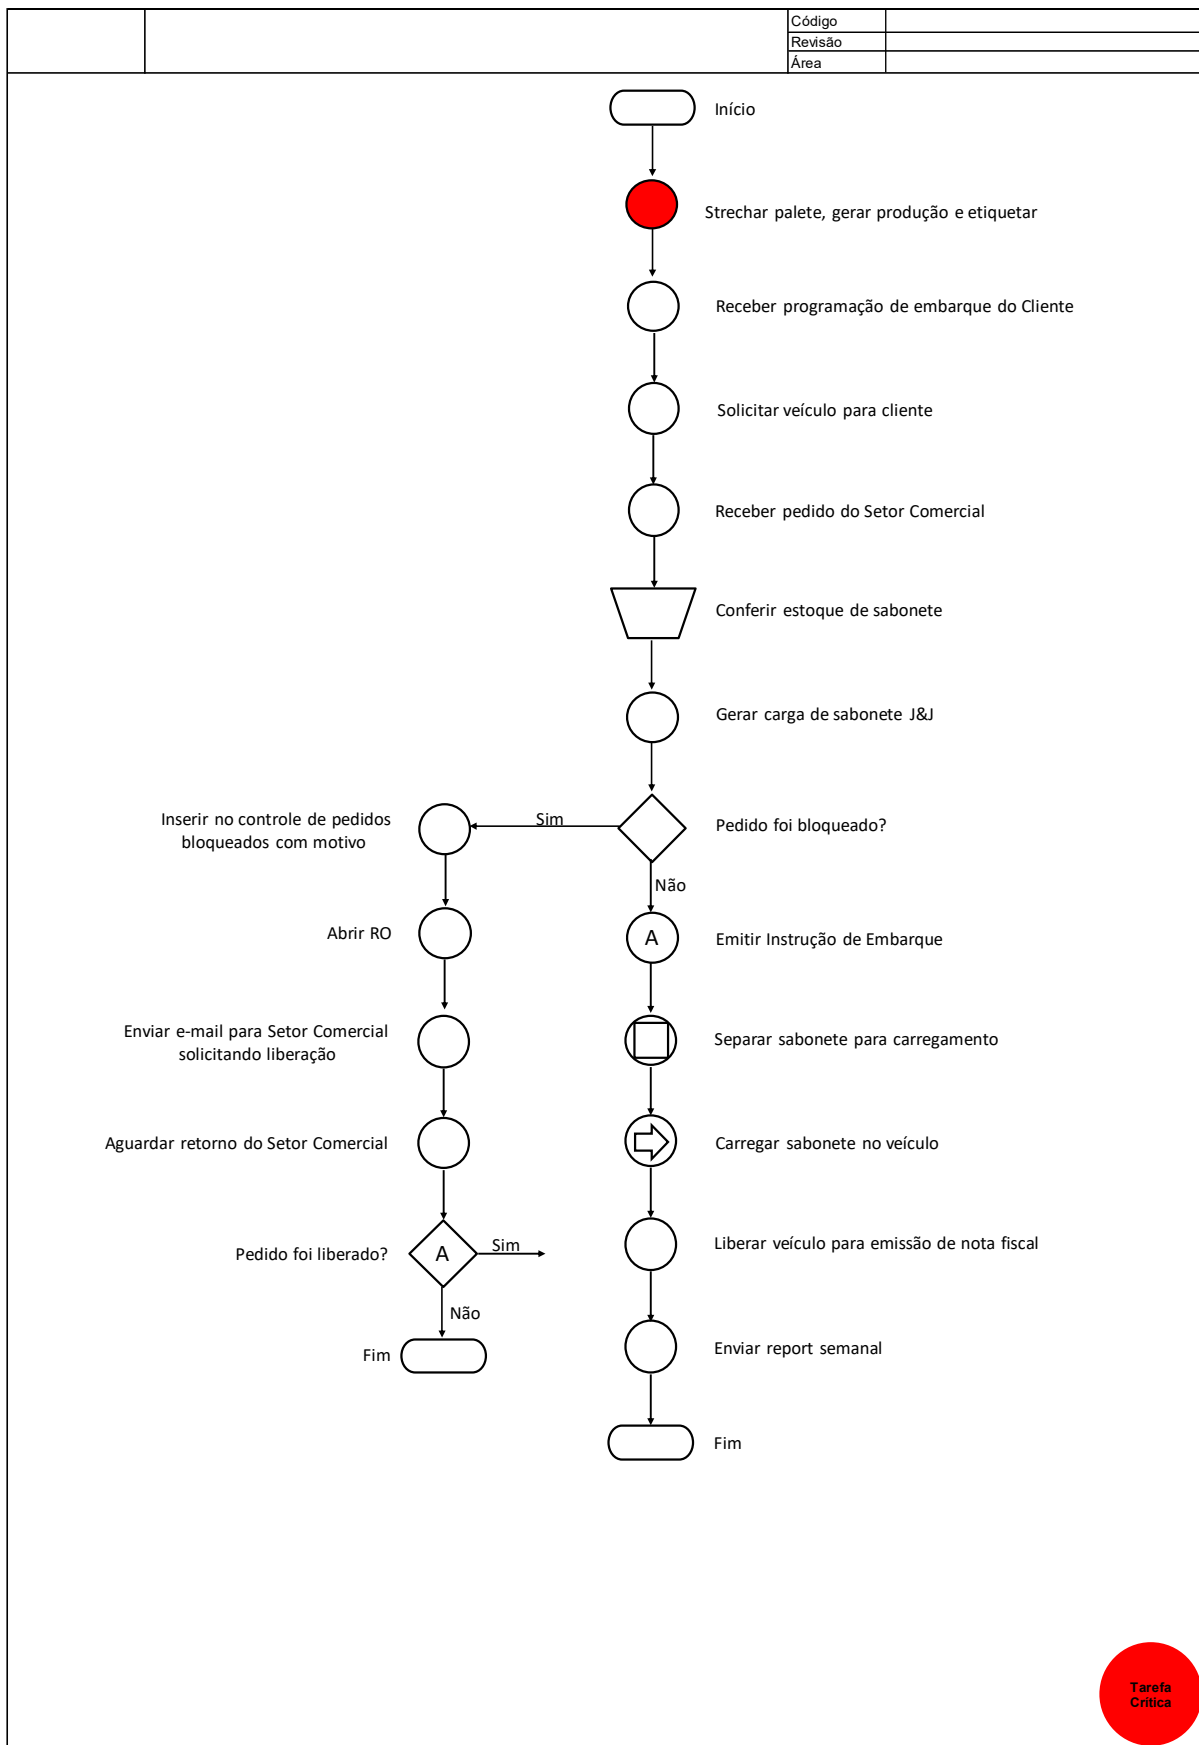 Código
Revisão
Área
Início
Strechar palete, gerar produção e etiquetar
Receber programação de embarque do Cliente
Solicitar veículo para cliente
Receber pedido do Setor Comercial
Conferir estoque de sabonete
Gerar carga de sabonete J&J
Pedido foi bloqueado?
Sim
Inserir no controle de pedidos
bloqueados com motivo
Não
Abrir RO
A
Emitir Instrução de Embarque
Enviar e-mail para Setor Comercial
solicitando liberação
Separar sabonete para carregamento
Aguardar retorno do Setor Comercial
Carregar sabonete no veículo
Pedido foi liberado?
A
Sim
Liberar veículo para emissão de nota fiscal
Não
Fim
Enviar report semanal
Fim
Tarefa
Crítica